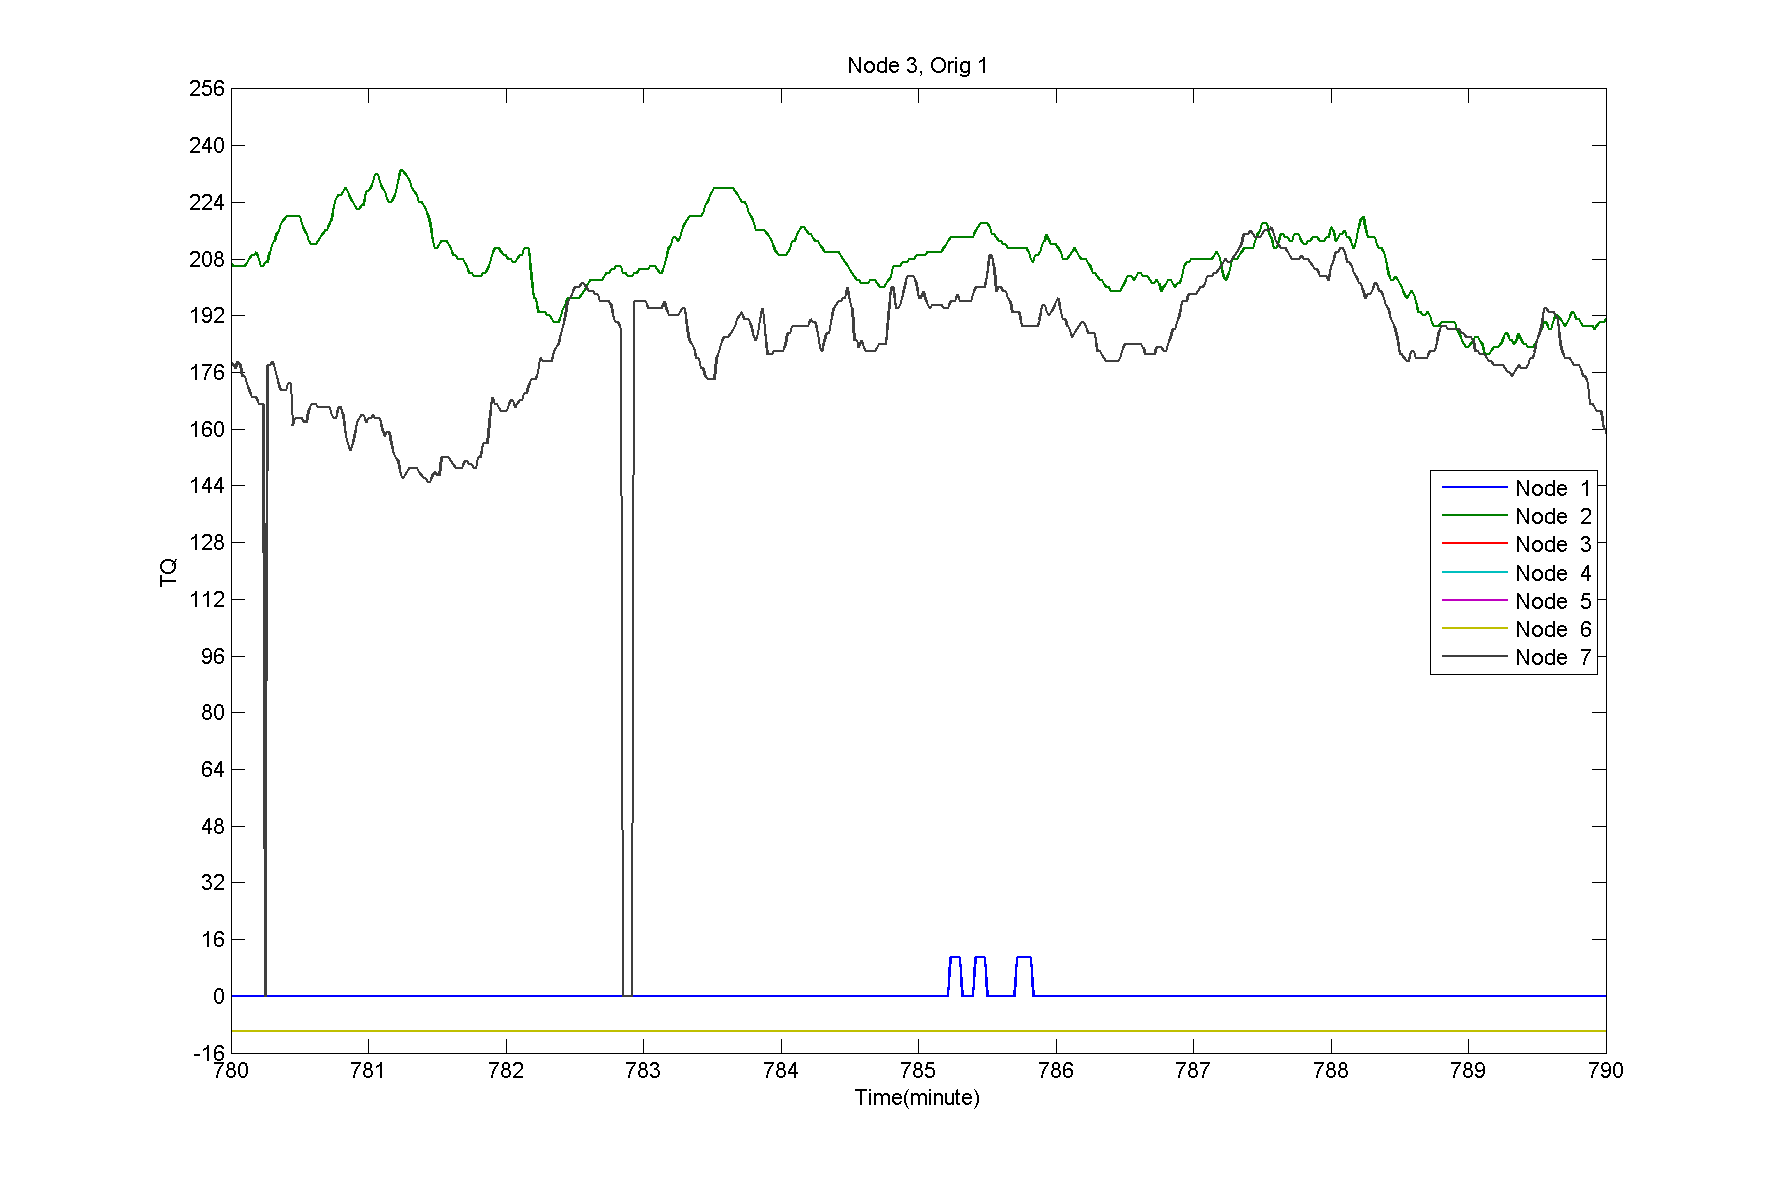 Node 3, Orig 1
256
240
224
208
192
176
160
144
128
112
96
80
64
48
32
16
0
-16
TQ
Node 1
Node 2
Node 3
Node 4
Node 5
Node 6
Node 7
780 781 782 783 784 785 786 787 788 789 790
Time(minute)